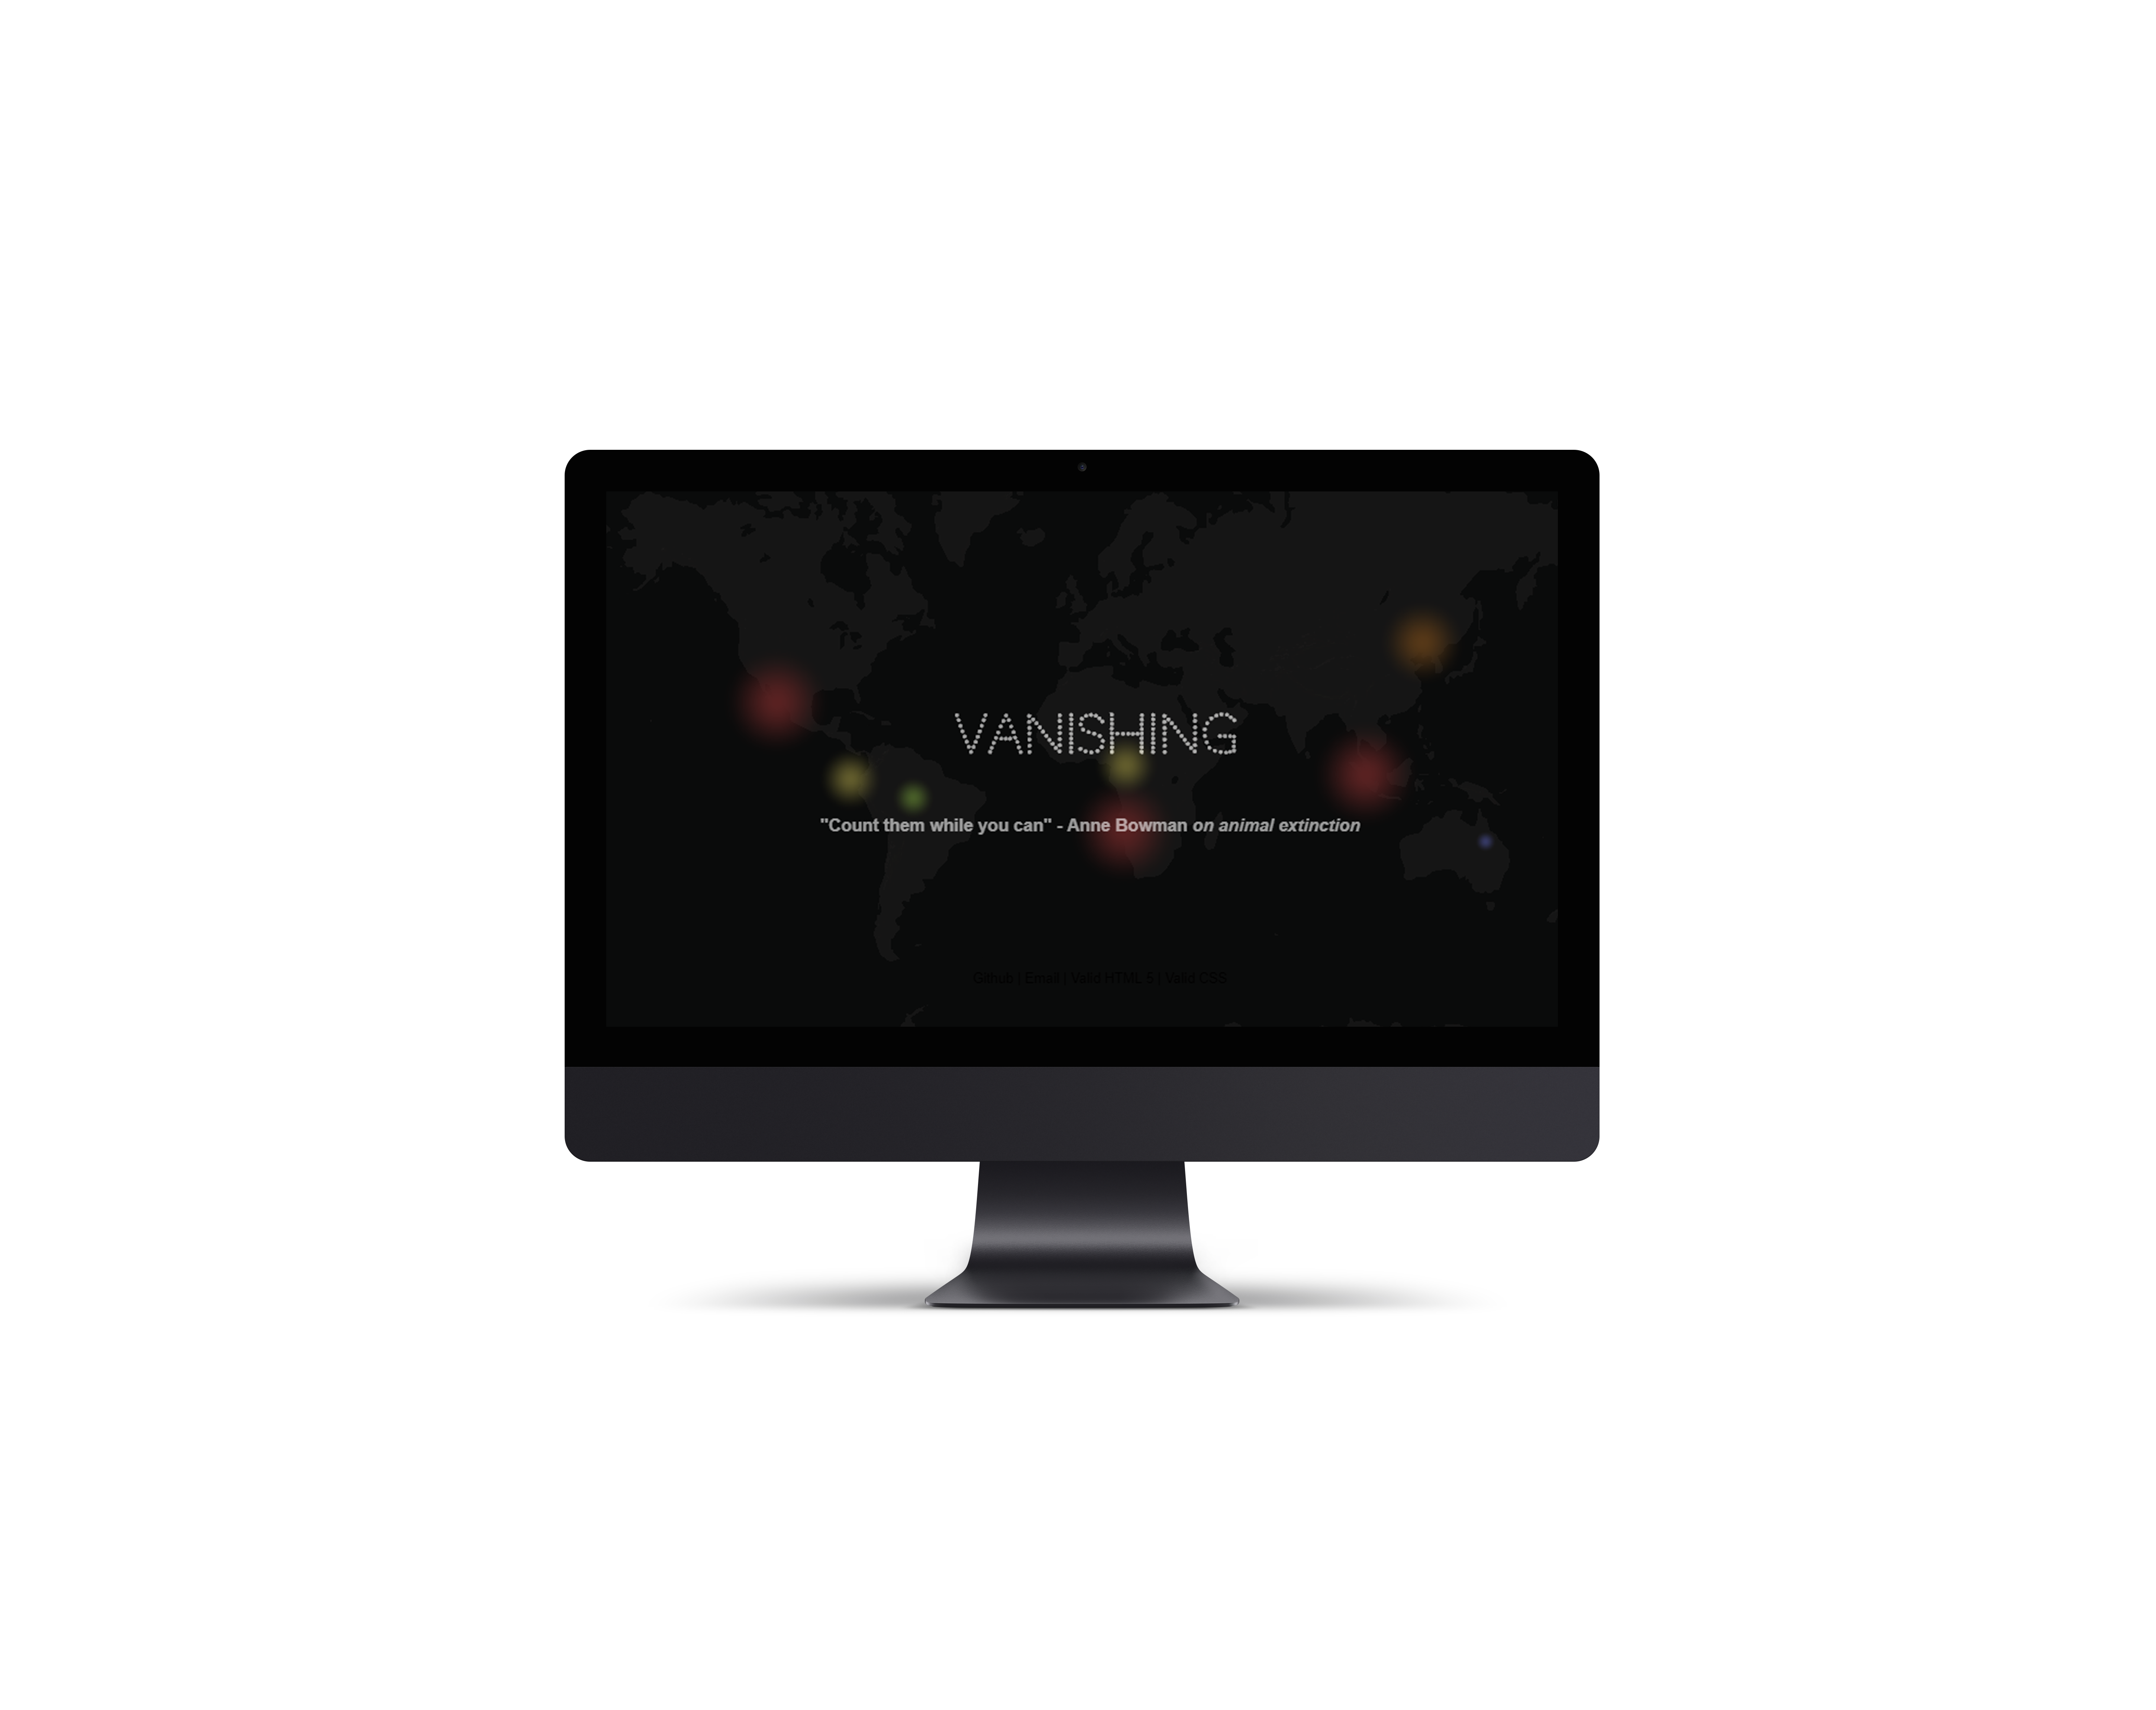 VANISHING
"Count them while you can" - Anne Bowman on animal extinction
Github | Email | Valid HTML 5 | Valid CSS